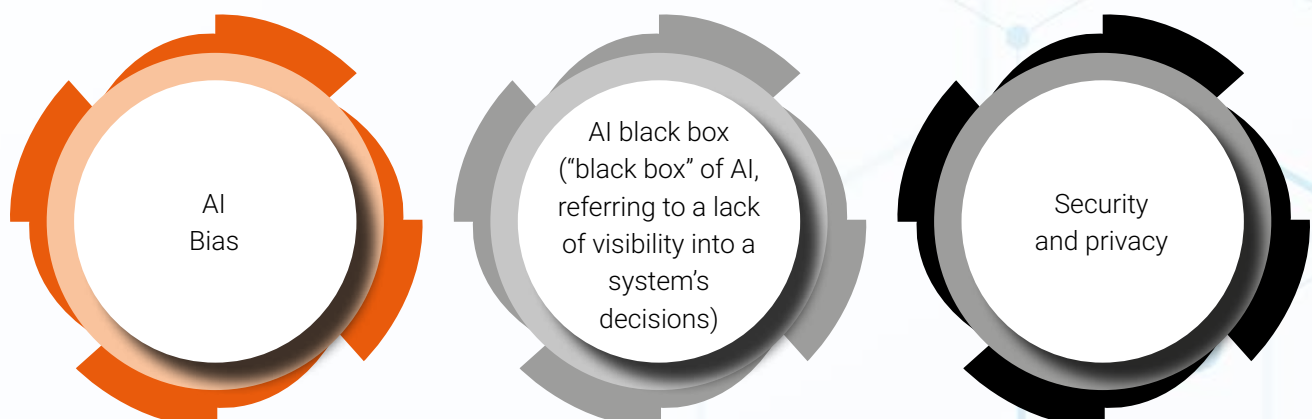 AI
Bias
AI black box
(“black box” of AI,
referring to a lack
of visibility into a
system’s
decisions)
Security
and privacy